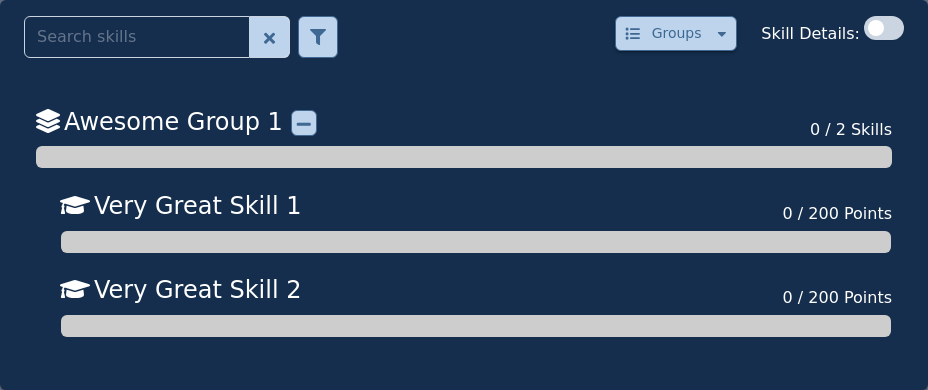 Search skills
Groups
Skill Details:
Awesome Group 1
0 / 2 Skills
Very Great Skill 1
0 / 200 Points
Very Great Skill 2
0 / 200 Points